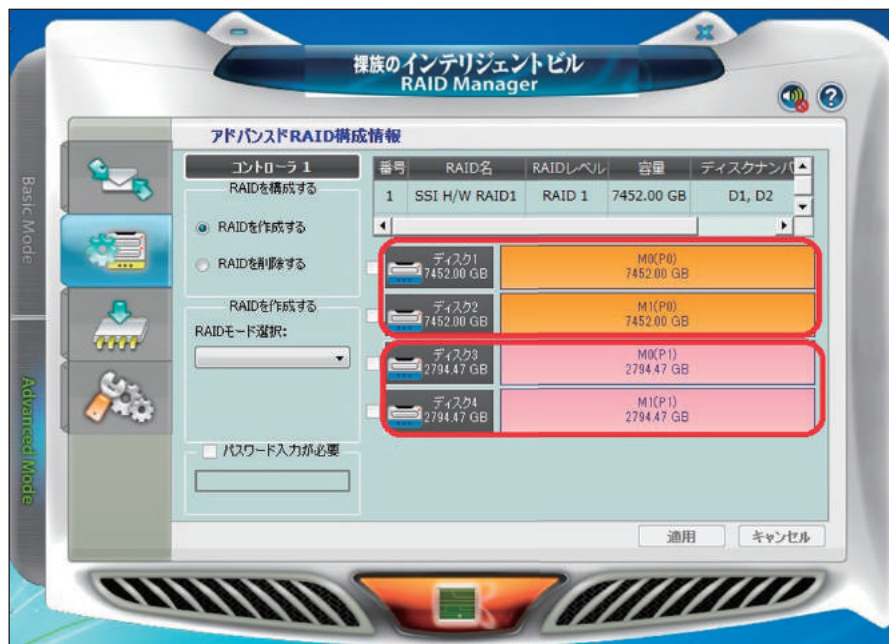 裸族のインテリジェントビル
RAID Manager
?
Basic Mode
Advanced Mode
アドバンスドRAID構成情報
コントローラ 1
RAIDを構成する
RAIDを作成する
RAIDを削除する
RAIDを作成する
RAIDモード選択:
パスワード入力が必要
番号 RAID名 RAIDレベル 容量 ディスクナンバ
1 SSI H/W RAID1 RAID 1 7452.00 GB D1, D2
ディスク1
7452.00 GB
M0(P0)
7452.00 GB
ディスク2
7452.00 GB
M1(P0)
7452.00 GB
ディスク3
2794.47 GB
M0(P1)
2794.47 GB
ディスク4
2794.47 GB
M1(P1)
2794.47 GB
適用 キャンセル